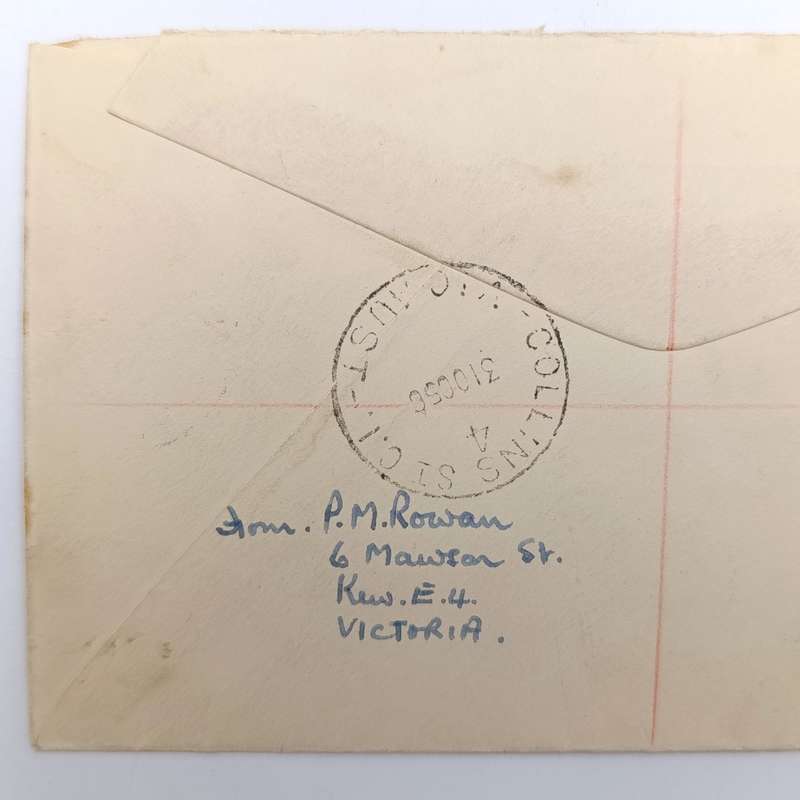 COLLINS ST C.1 - VIC-AUST
31OC56
4
From. P.M.Rowan
6 Mawson St.
Kew.E.4.
VICTORIA.